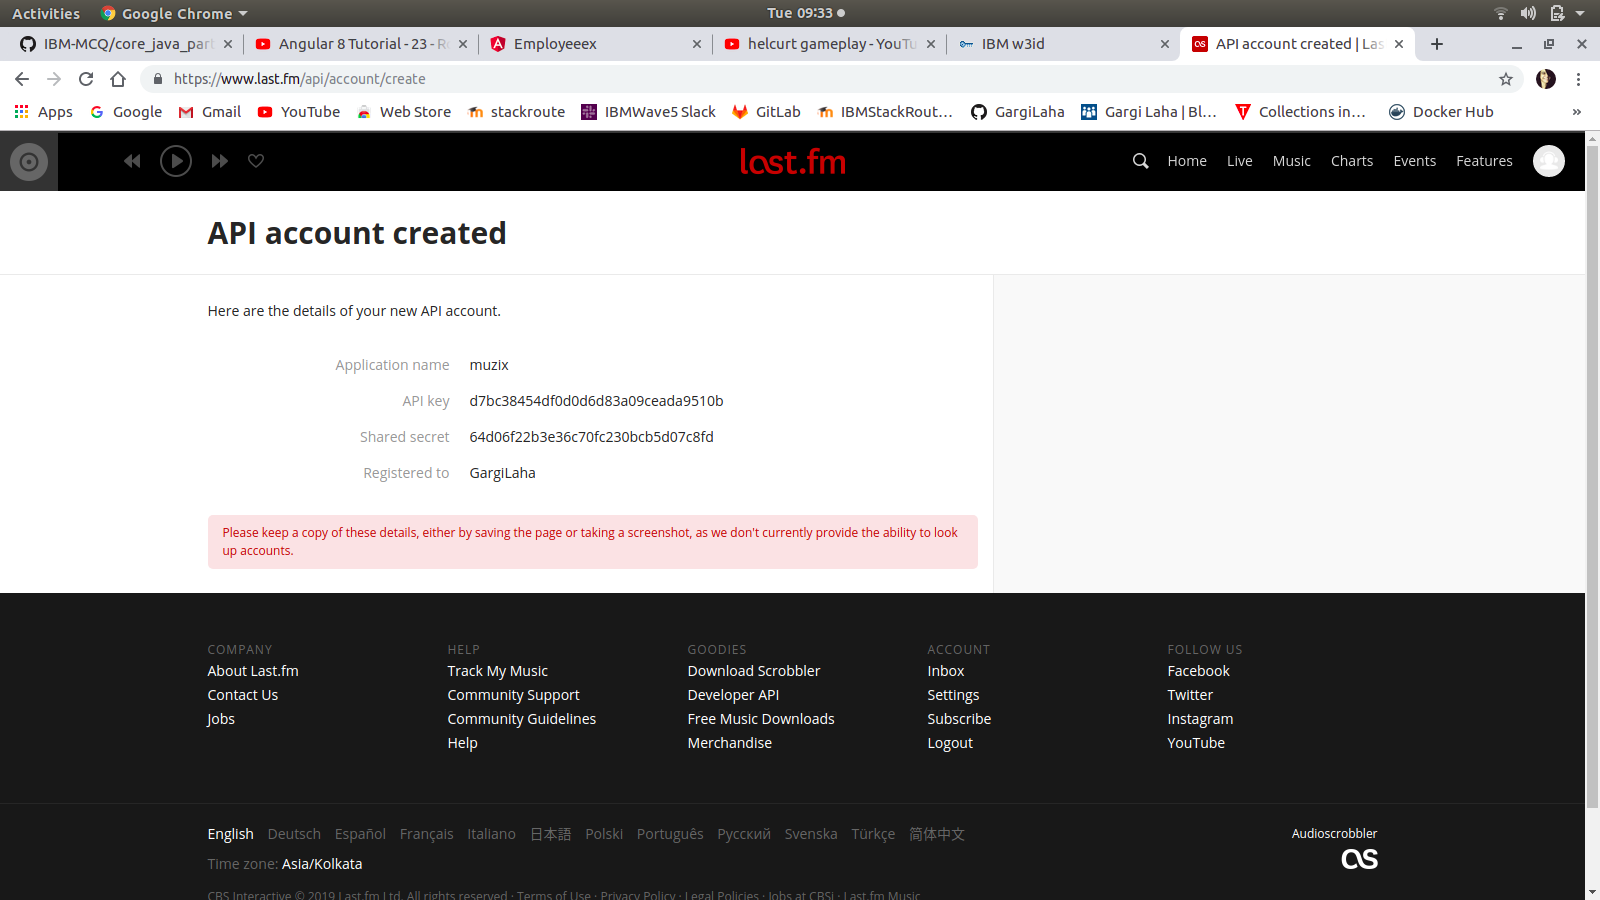 Activities Google Chrome Tue 09:33
IBM-MCQ/core_java_part Angular 8 Tutorial - 23 - R Employeeex helcurt gameplay - YouTu IBM w3id API account created | Las
https://www.last.fm/api/account/create
Apps Google Gmail YouTube Web Store stackroute IBMWave5 Slack GitLab IBMStackRout... GargiLaha Gargi Laha | Bl... Collections in... Docker Hub »
last.fm Home Live Music Charts Events Features
API account created
Here are the details of your new API account.
Application name muzix
API key d7bc38454df0d0d6d83a09ceada9510b
Shared secret 64d06f22b3e36c70fc230bcb5d07c8fd
Registered to GargiLaha
Please keep a copy of these details, either by saving the page or taking a screenshot, as we don't currently provide the ability to look
up accounts.
COMPANY HELP GOODIES ACCOUNT FOLLOW US
About Last.fm Track My Music Download Scrobbler Inbox Facebook
Contact Us Community Support Developer API Settings Twitter
Jobs Community Guidelines Free Music Downloads Subscribe Instagram
Help Merchandise Logout YouTube
English Deutsch Español Français Italiano 日本語 Polski Português Русский Svenska Türkçe 简体中文 Audioscrobbler
Time zone: Asia/Kolkata
CBS Interactive © 2019 Last.fm Ltd. All rights reserved · Terms of Use · Privacy Policy · Legal Policies · Jobs at CBSi · Last.fm Music